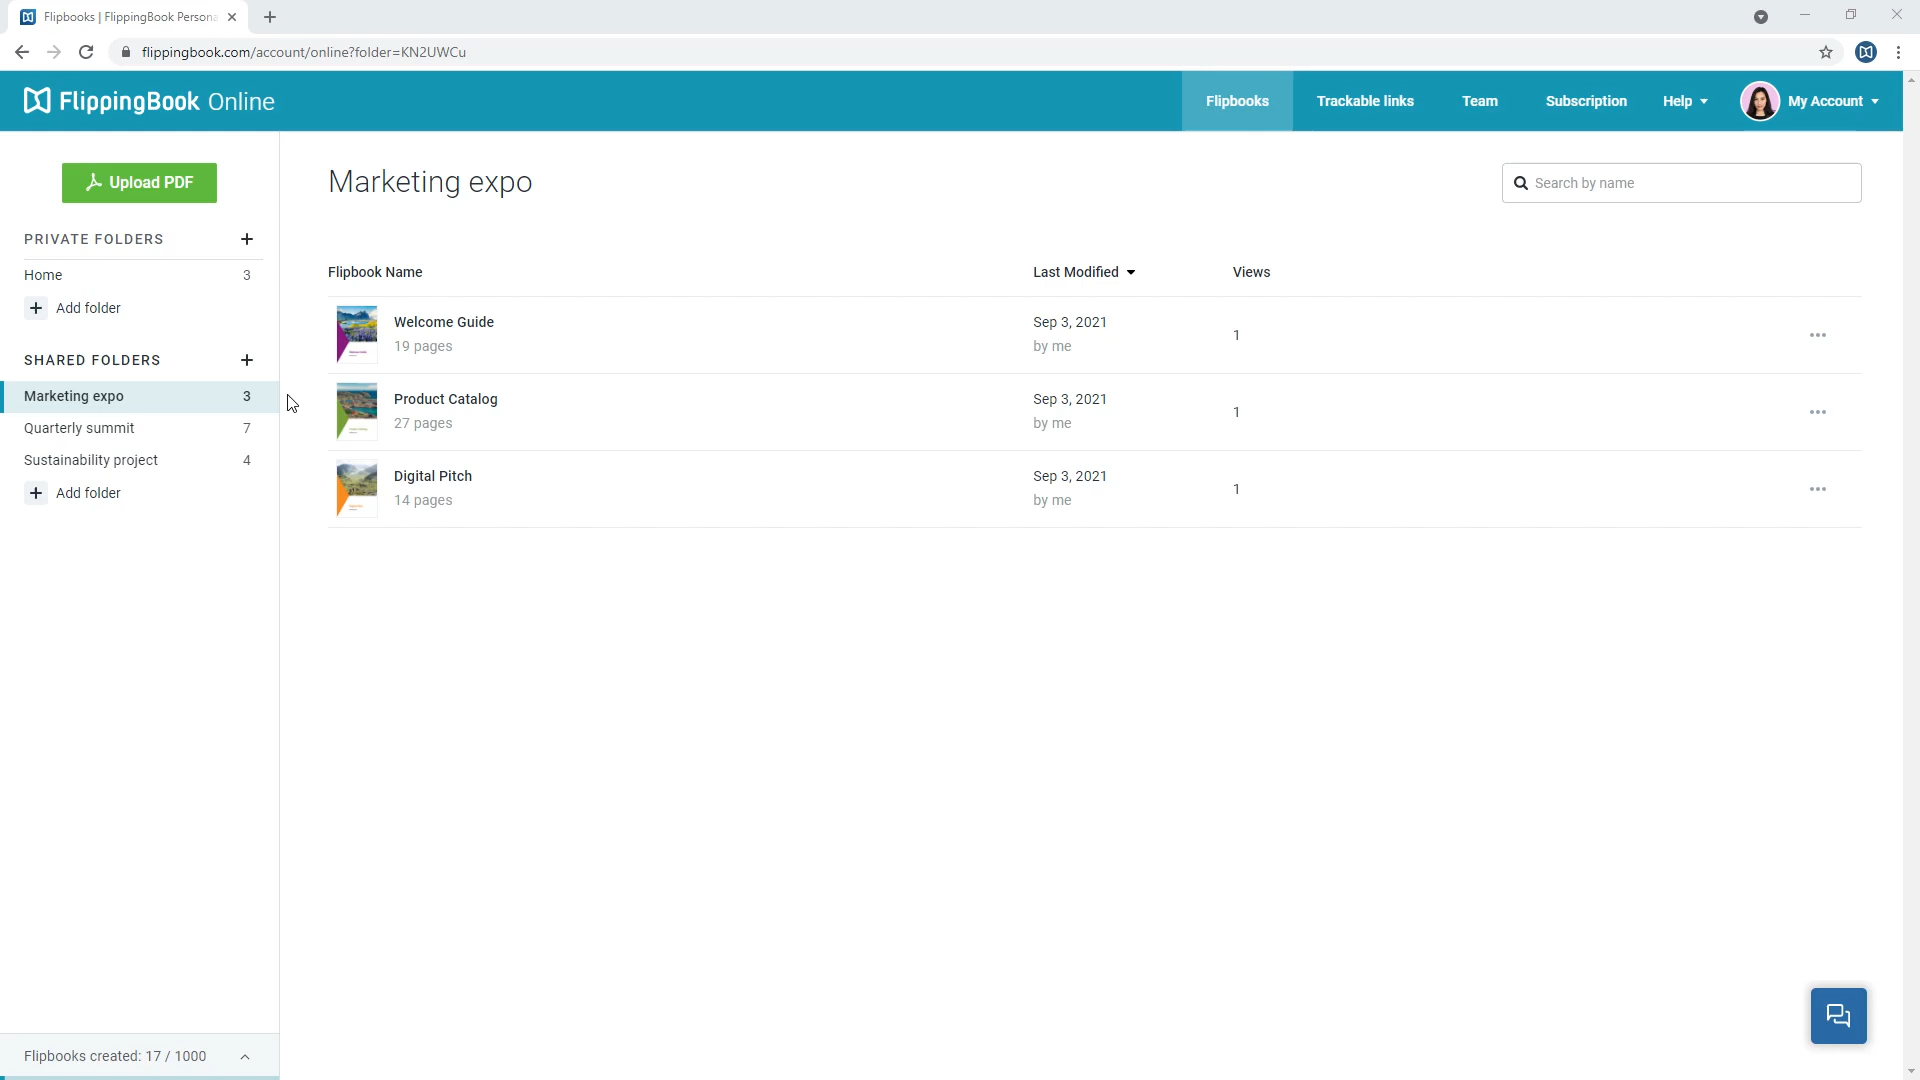 Flipbooks | FlippingBook Persona
flippingbook.com/account/online?folder=KN2UWCu
FlippingBook Online
Flipbooks
Trackable links
Team
Subscription
Help
My Account
Upload PDF
PRIVATE FOLDERS
Home 3
Add folder
SHARED FOLDERS
Marketing expo 3
Quarterly summit 7
Sustainability project 4
Add folder
Flipbooks created: 17 / 1000
Marketing expo
Search by name
Flipbook Name Last Modified Views
Welcome Guide Sep 3, 2021 1
19 pages by me
Product Catalog Sep 3, 2021 1
27 pages by me
Digital Pitch Sep 3, 2021 1
14 pages by me